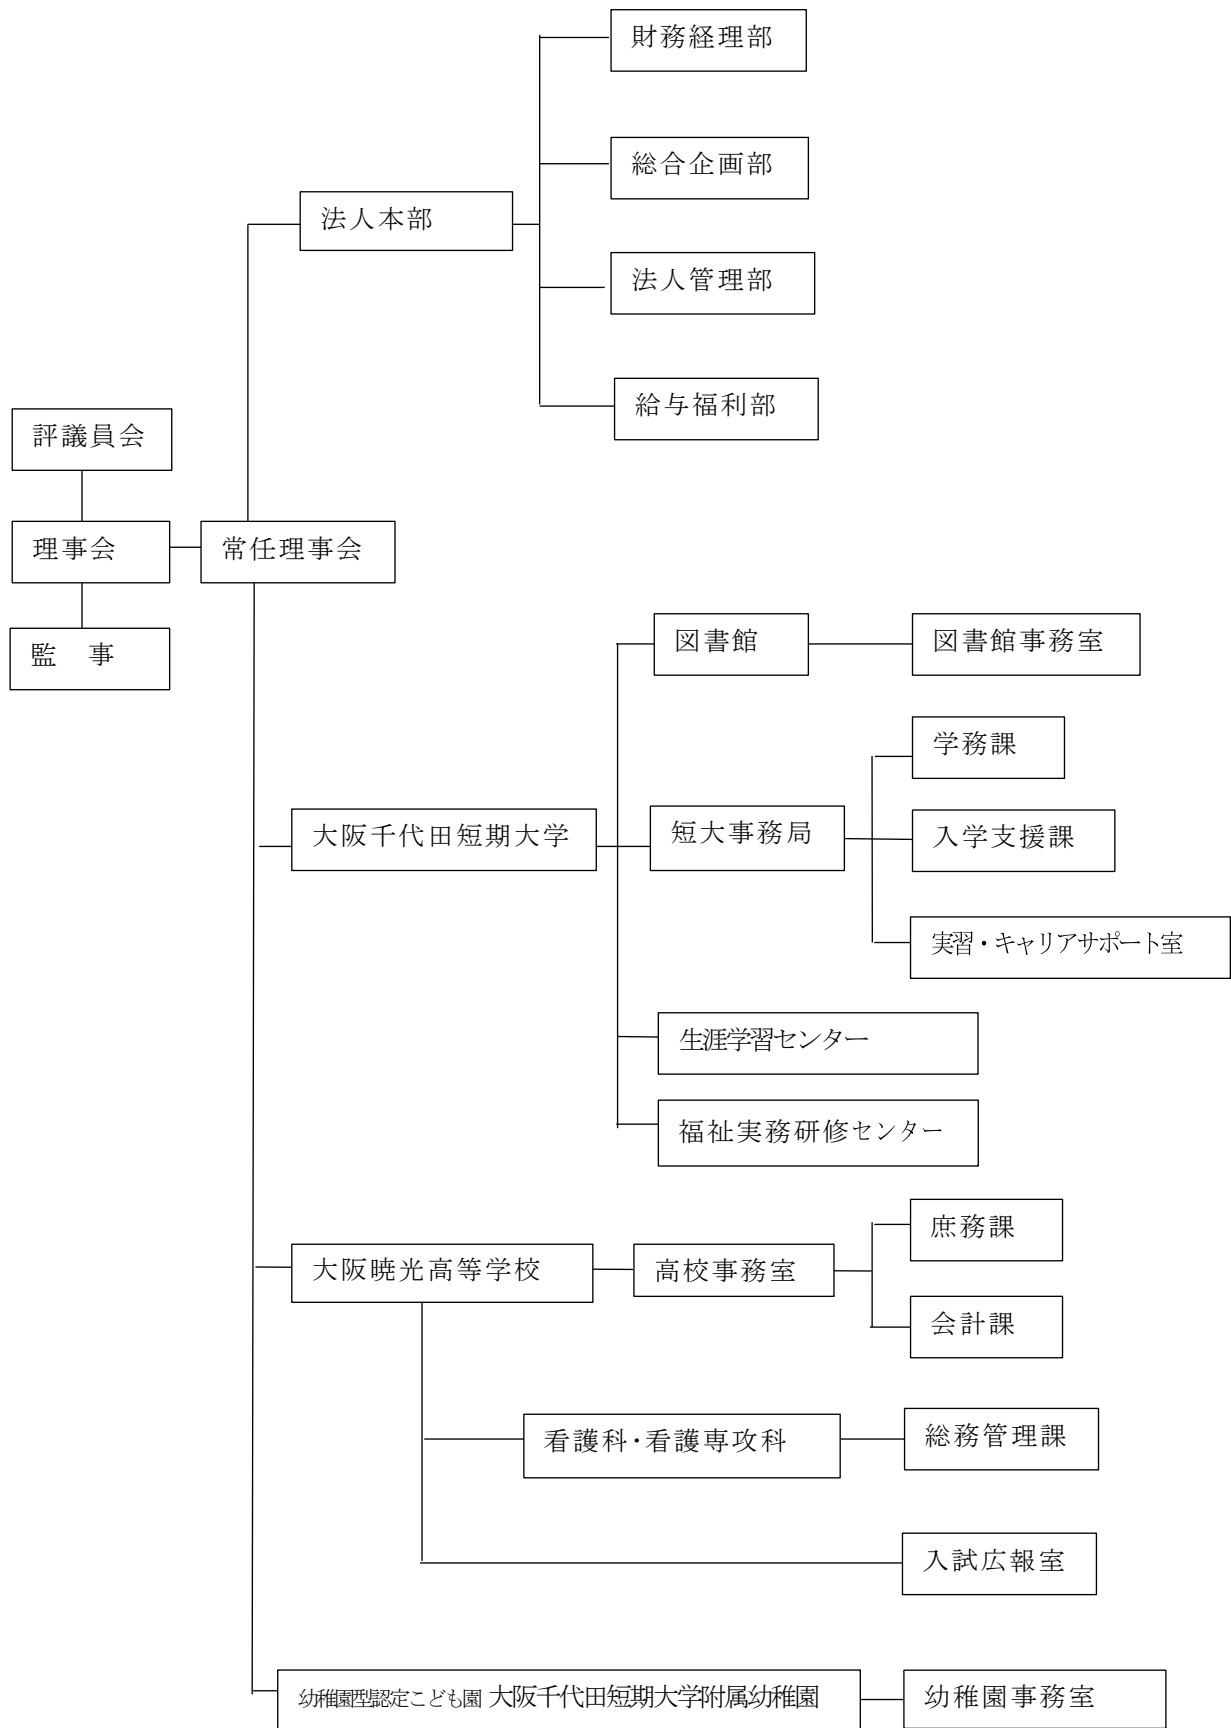 財務経理部
総合企画部
法人本部
法人管理部
給与福利部
評議員会
理事会
常任理事会
監　事
図書館
図書館事務室
学務課
大阪千代田短期大学
短大事務局
入学支援課
実習・キャリアサポート室
生涯学習センター
福祉実務研修センター
庶務課
大阪暁光高等学校
高校事務室
会計課
看護科・看護専攻科
総務管理課
入試広報室
幼稚園型認定こども園 大阪千代田短期大学附属幼稚園
幼稚園事務室